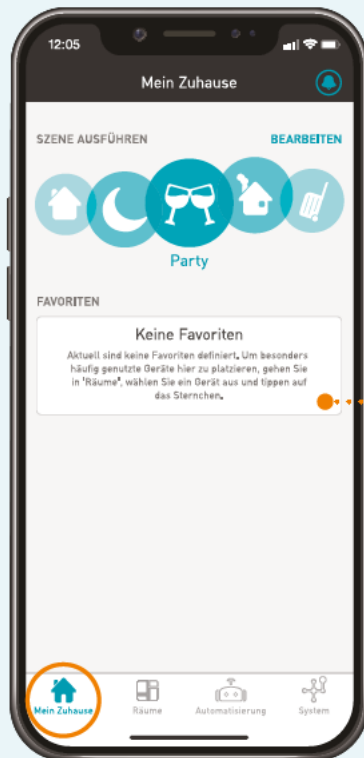 12:05
Mein Zuhause
SZENE AUSFÜHREN
BEARBEITEN
Party
FAVORITEN
Keine Favoriten
Aktuell sind keine Favoriten definiert. Um besonders
häufig genutzte Geräte hier zu platzieren, gehen Sie
in "Räume", wählen Sie ein Gerät aus und tippen auf
das Sternchen.
Mein Zuhause
Räume
Automatisierung
System